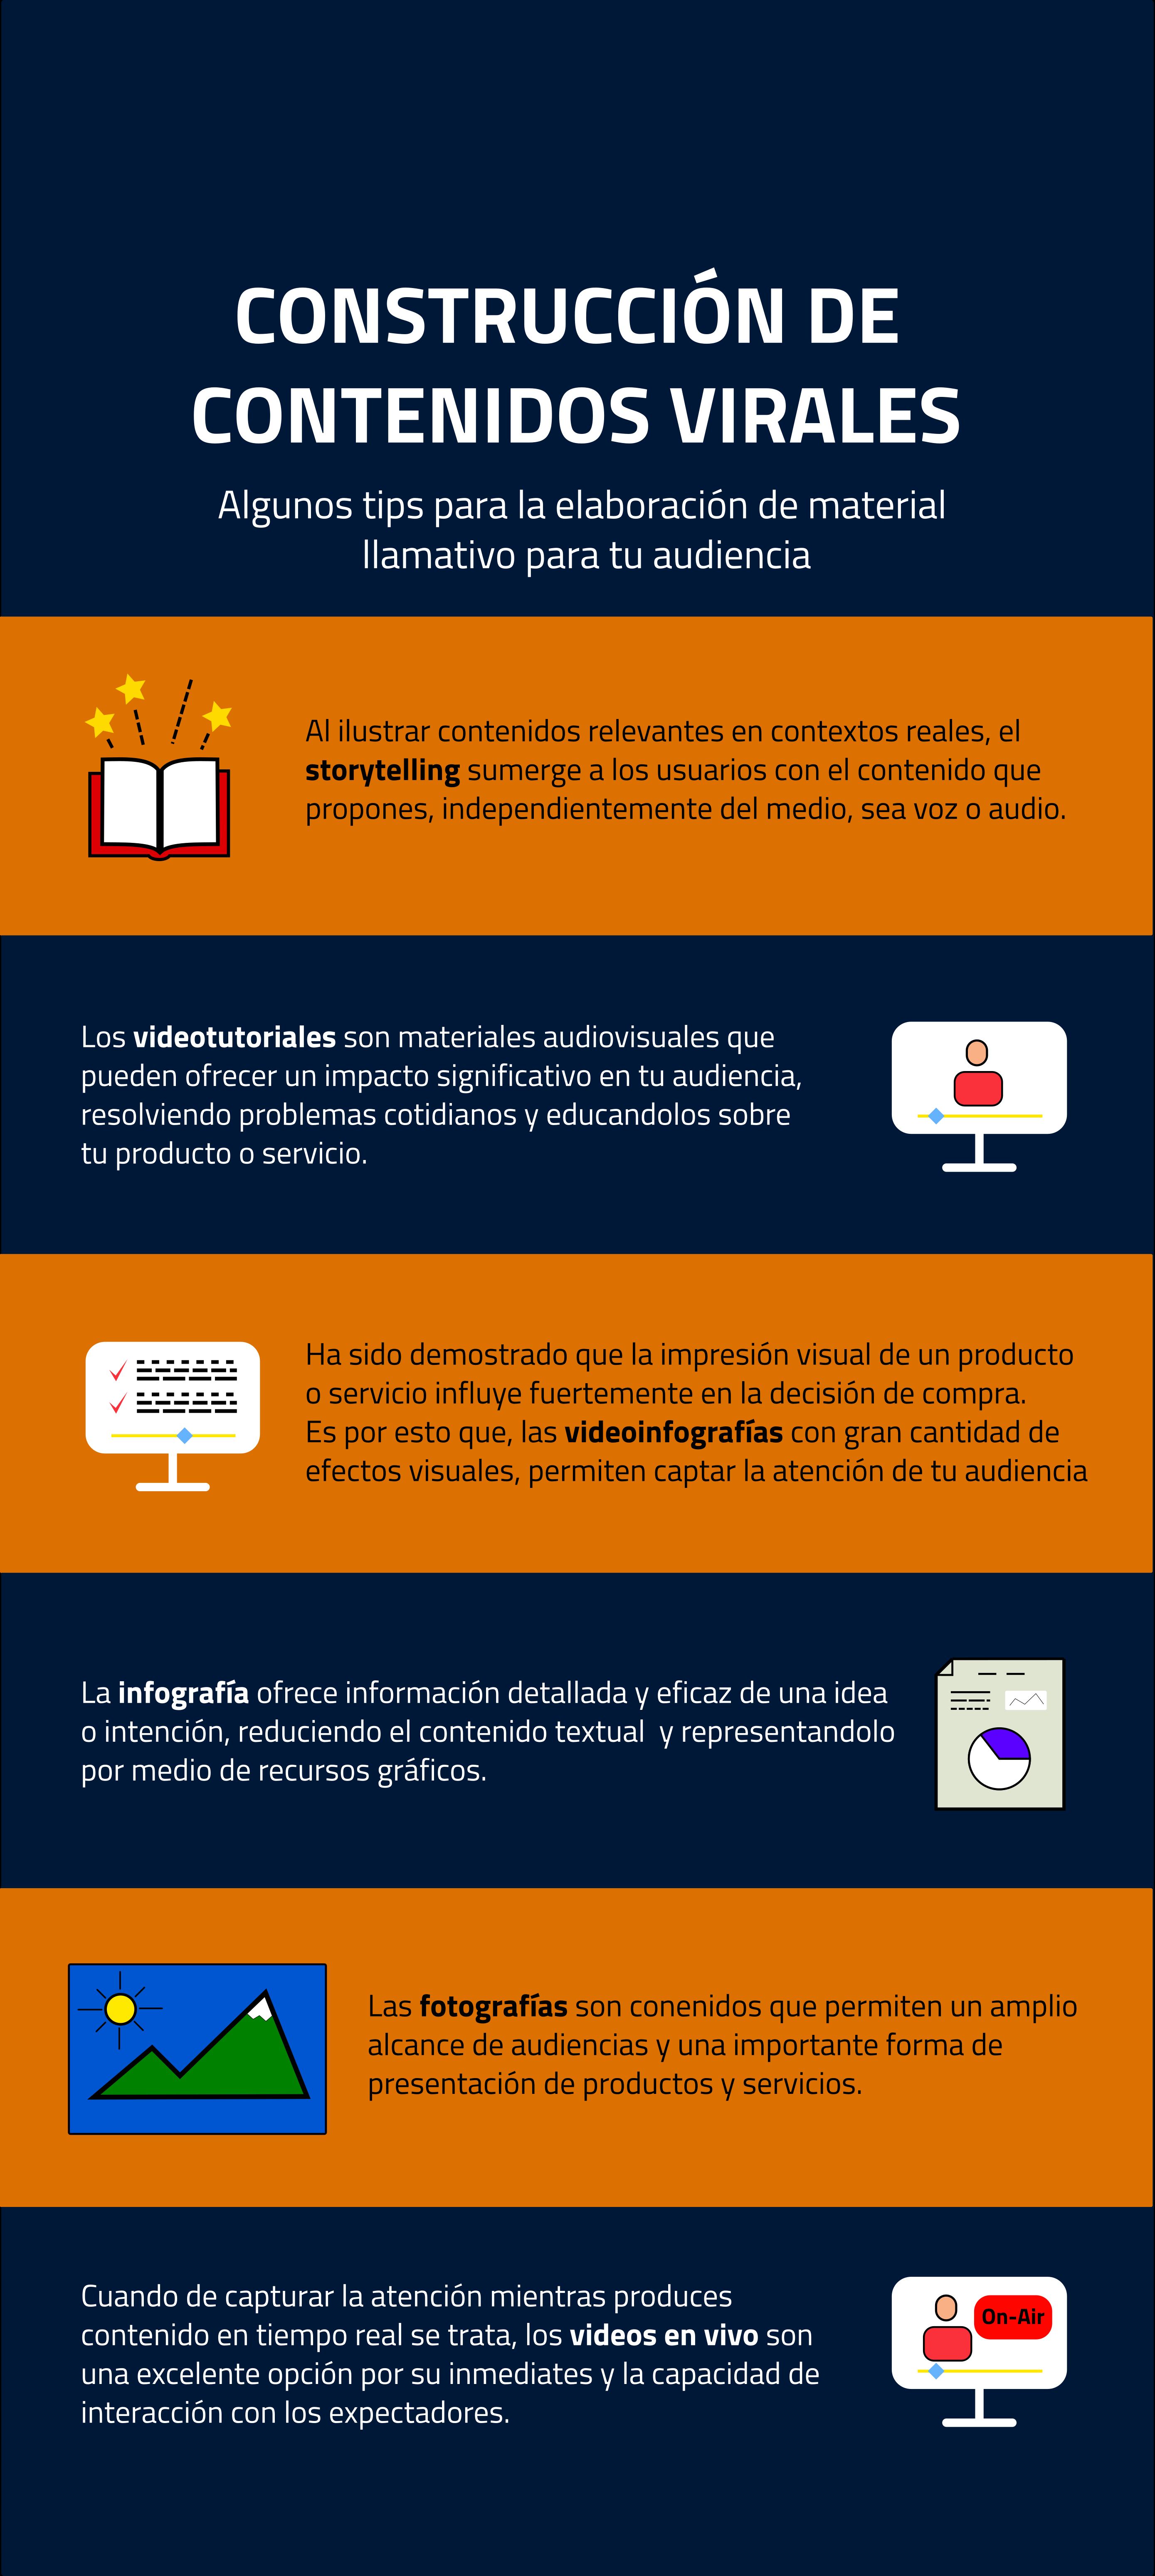 CONSTRUCCIÓN DE
CONTENIDOS VIRALES
Algunos tips para la elaboración de material
llamativo para tu audiencia
Al ilustrar contenidos relevantes en contextos reales, el
storytelling sumerge a los usuarios con el contenido que
propones, independientemente del medio, sea voz o audio.
Los videotutoriales son materiales audiovisuales que
pueden ofrecer un impacto significativo en tu audiencia,
resolviendo problemas cotidianos y educandolos sobre
tu producto o servicio.
Ha sido demostrado que la impresión visual de un producto
o servicio influye fuertemente en la decisión de compra.
Es por esto que, las videoinfografías con gran cantidad de
efectos visuales, permiten captar la atención de tu audiencia
La infografía ofrece información detallada y eficaz de una idea
o intención, reduciendo el contenido textual  y representandolo
por medio de recursos gráficos.
Las fotografías son conenidos que permiten un amplio
alcance de audiencias y una importante forma de
presentación de productos y servicios.
Cuando de capturar la atención mientras produces
contenido en tiempo real se trata, los videos en vivo son
una excelente opción por su inmediates y la capacidad de
interacción con los expectadores.
On-Air